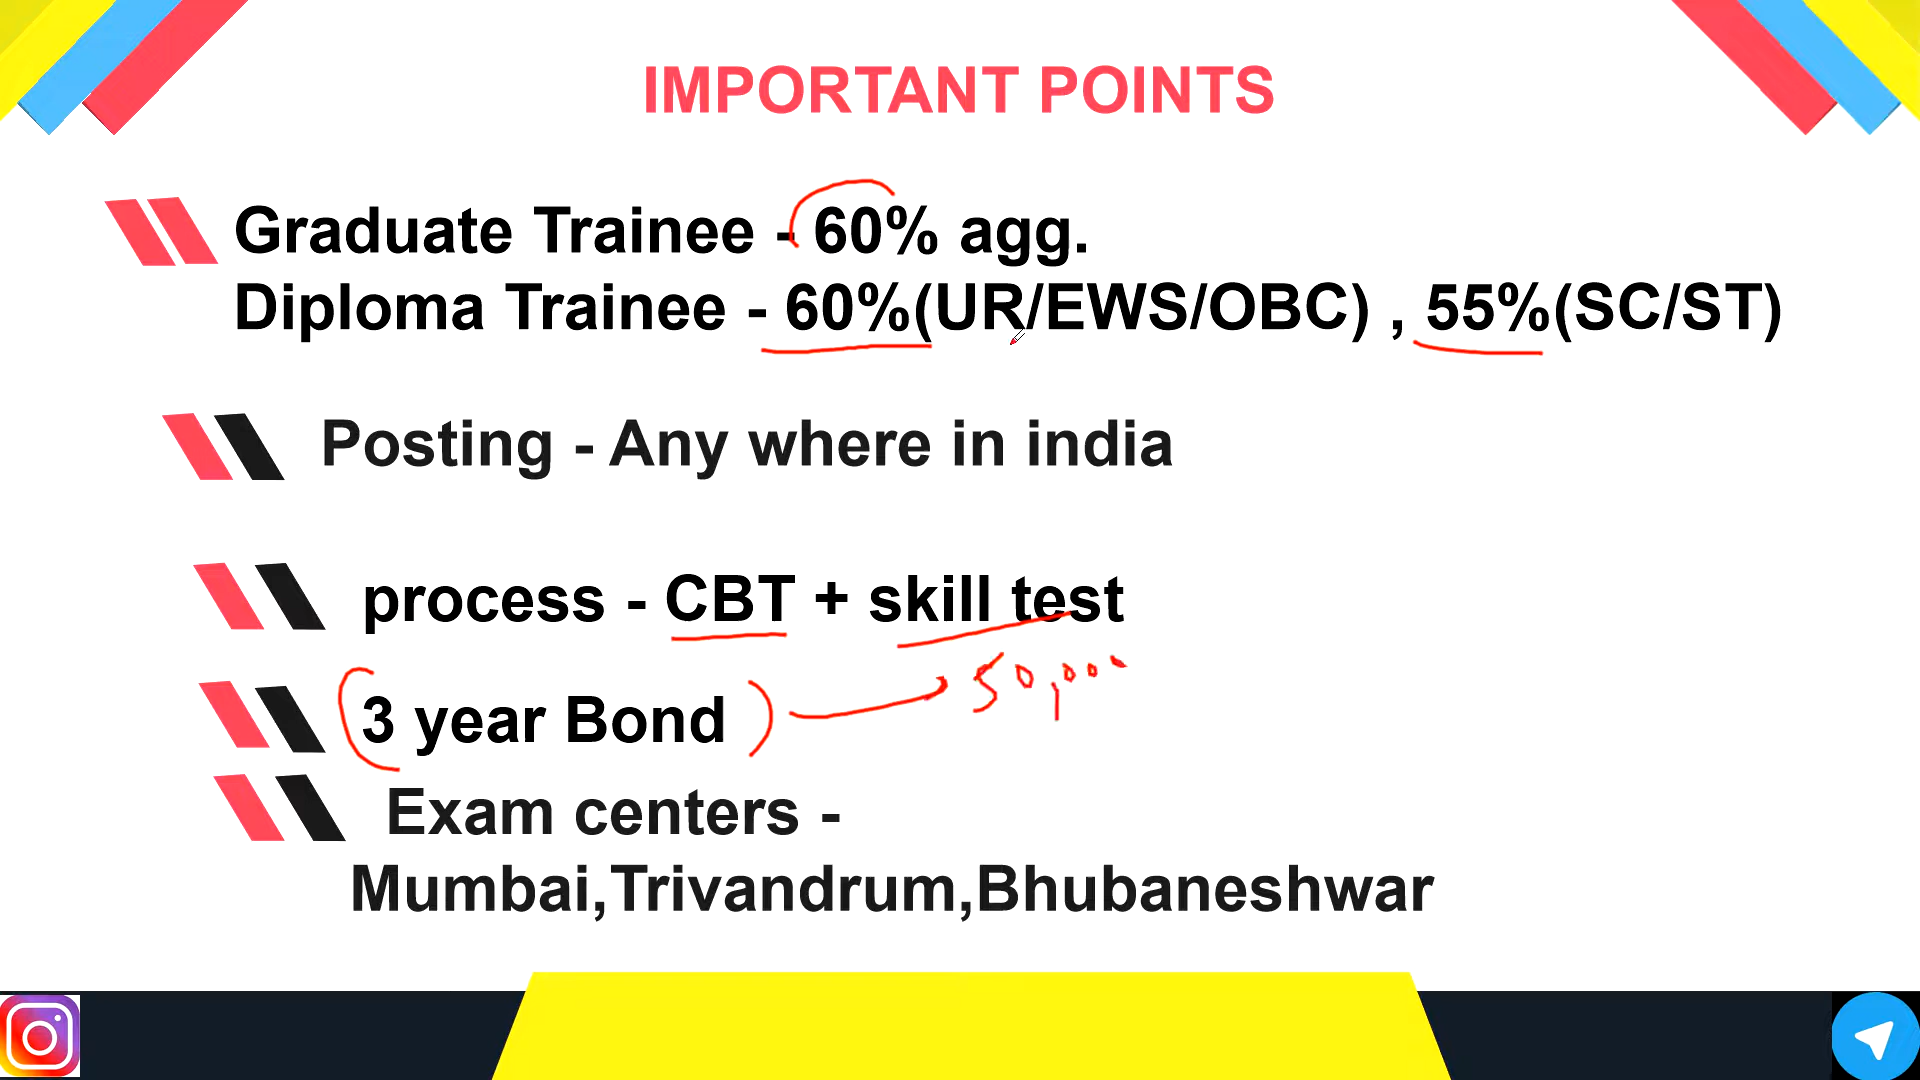 IMPORTANT POINTS
Graduate Trainee - 60% agg.
Diploma Trainee - 60%(UR/EWS/OBC) , 55%(SC/ST)
Posting - Any where in india
process - CBT + skill test
3 year Bond 50,000
Exam centers -
Mumbai,Trivandrum,Bhubaneshwar